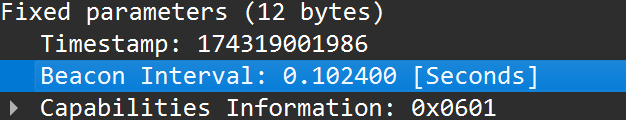 Fixed parameters (12 bytes)
Timestamp: 174319001986
Beacon Interval: 0.102400 [Seconds]
Capabilities Information: 0x0601